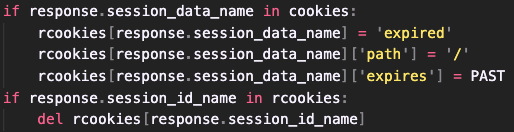 if response.session_data_name in cookies:
    rcookies[response.session_data_name] = 'expired'
    rcookies[response.session_data_name]['path'] = '/'
    rcookies[response.session_data_name]['expires'] = PAST
if response.session_id_name in rcookies:
    del rcookies[response.session_id_name]